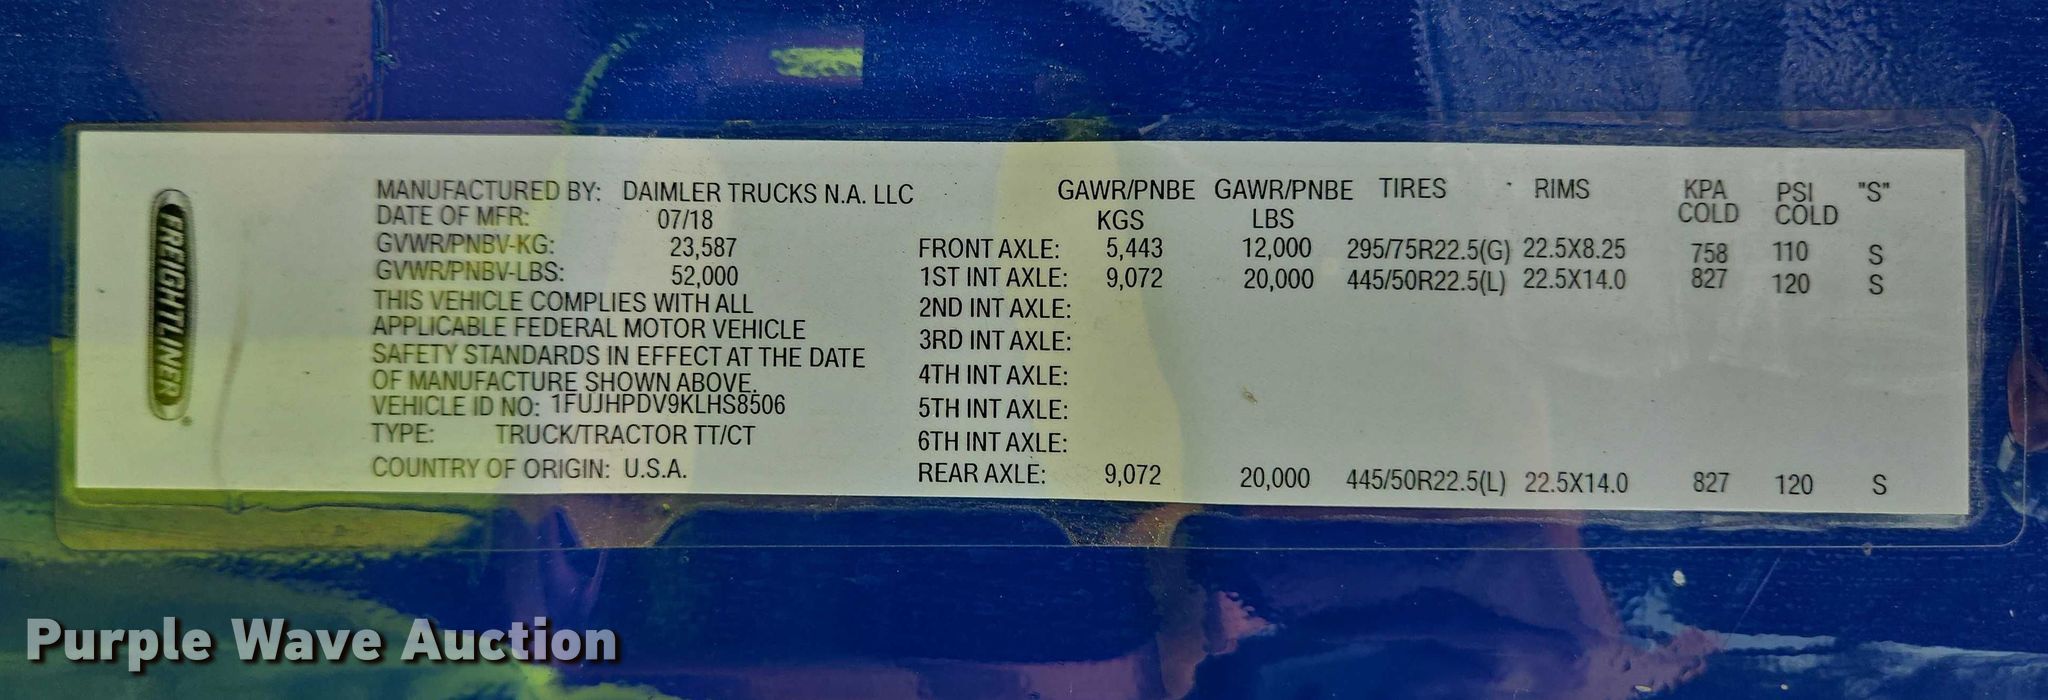 FREIGHTLINER
MANUFACTURED BY: DAIMLER TRUCKS N.A. LLC
DATE OF MFR: 07/18
GVWR/PNBV-KG: 23,587
GVWR/PNBV-LBS: 52,000
THIS VEHICLE COMPLIES WITH ALL
APPLICABLE FEDERAL MOTOR VEHICLE
SAFETY STANDARDS IN EFFECT AT THE DATE
OF MANUFACTURE SHOWN ABOVE.
VEHICLE ID NO: 1FUJHPDV9KLHS8506
TYPE: TRUCK/TRACTOR TT/CT
COUNTRY OF ORIGIN: U.S.A.
GAWR/PNBE GAWR/PNBE TIRES RIMS KPA PSI "S"
KGS LBS COLD COLD
FRONT AXLE: 5,443 12,000 295/75R22.5(G) 22.5X8.25 758 110 S
1ST INT AXLE: 9,072 20,000 445/50R22.5(L) 22.5X14.0 827 120 S
2ND INT AXLE:
3RD INT AXLE:
4TH INT AXLE:
5TH INT AXLE:
6TH INT AXLE:
REAR AXLE: 9,072 20,000 445/50R22.5(L) 22.5X14.0 827 120 S
Purple Wave Auction